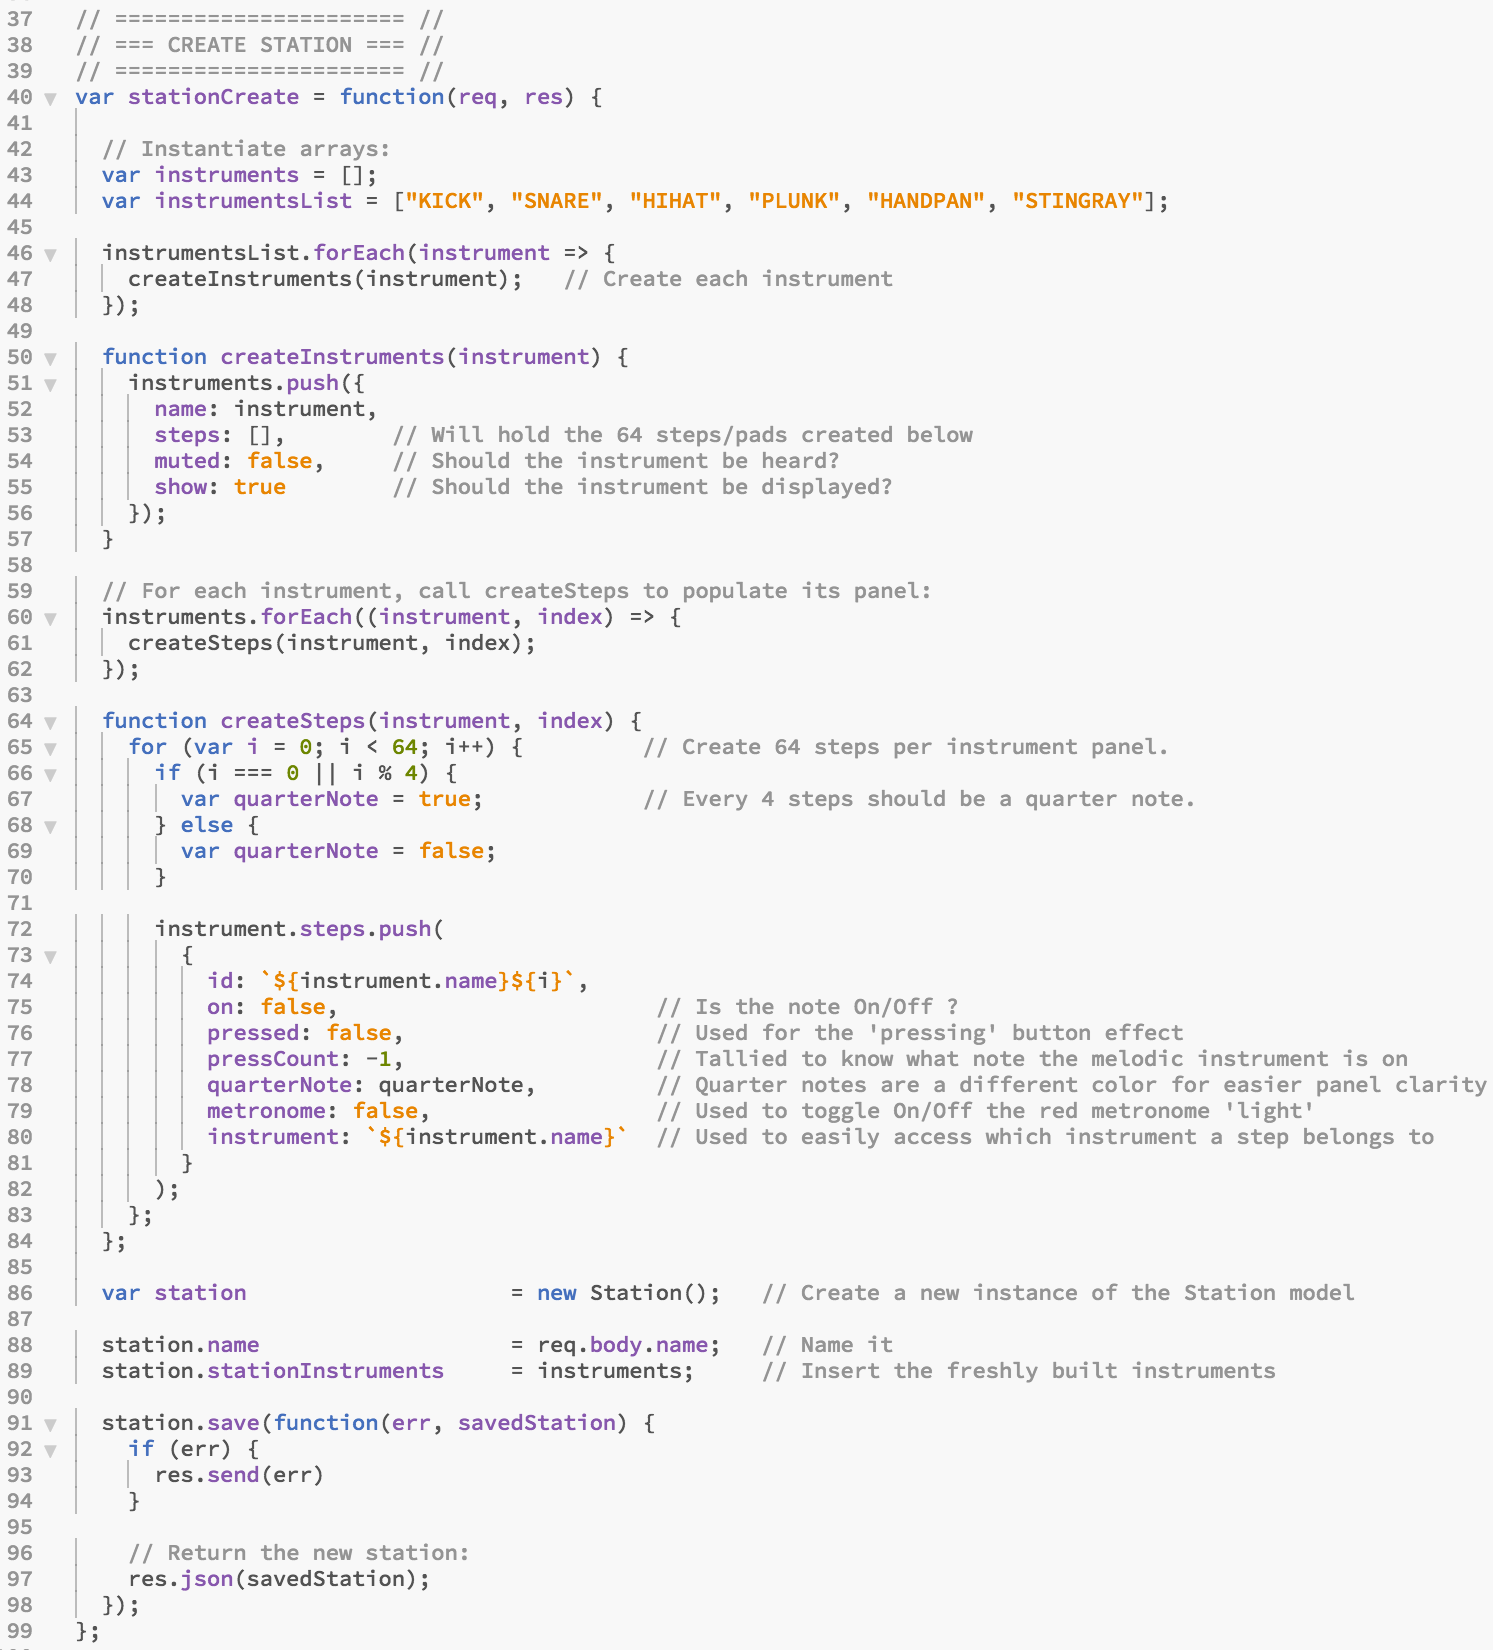 37 // ====================== //
38 // === CREATE STATION === //
39 // ====================== //
40 var stationCreate = function(req, res) {
41
42   // Instantiate arrays:
43   var instruments = [];
44   var instrumentsList = ["KICK", "SNARE", "HIHAT", "PLUNK", "HANDPAN", "STINGRAY"];
45
46   instrumentsList.forEach(instrument => {
47     createInstruments(instrument);   // Create each instrument
48   });
49
50   function createInstruments(instrument) {
51     instruments.push({
52       name: instrument,
53       steps: [],        // Will hold the 64 steps/pads created below
54       muted: false,     // Should the instrument be heard?
55       show: true        // Should the instrument be displayed?
56     });
57   }
58
59   // For each instrument, call createSteps to populate its panel:
60   instruments.forEach((instrument, index) => {
61     createSteps(instrument, index);
62   });
63
64   function createSteps(instrument, index) {
65     for (var i = 0; i < 64; i++) {         // Create 64 steps per instrument panel.
66       if (i === 0 || i % 4) {
67         var quarterNote = true;            // Every 4 steps should be a quarter note.
68       } else {
69         var quarterNote = false;
70       }
71
72       instrument.steps.push(
73         {
74           id: `${instrument.name}${i}`,
75           on: false,                        // Is the note On/Off ?
76           pressed: false,                   // Used for the 'pressing' button effect
77           pressCount: -1,                   // Tallied to know what note the melodic instrument is on
78           quarterNote: quarterNote,         // Quarter notes are a different color for easier panel clarity
79           metronome: false,                 // Used to toggle On/Off the red metronome 'light'
80           instrument: `${instrument.name}`  // Used to easily access which instrument a step belongs to
81         }
82       );
83     };
84   };
85
86   var station                    = new Station();   // Create a new instance of the Station model
87
88   station.name                   = req.body.name;   // Name it
89   station.stationInstruments     = instruments;     // Insert the freshly built instruments
90
91   station.save(function(err, savedStation) {
92     if (err) {
93       res.send(err)
94     }
95
96     // Return the new station:
97     res.json(savedStation);
98   });
99 };